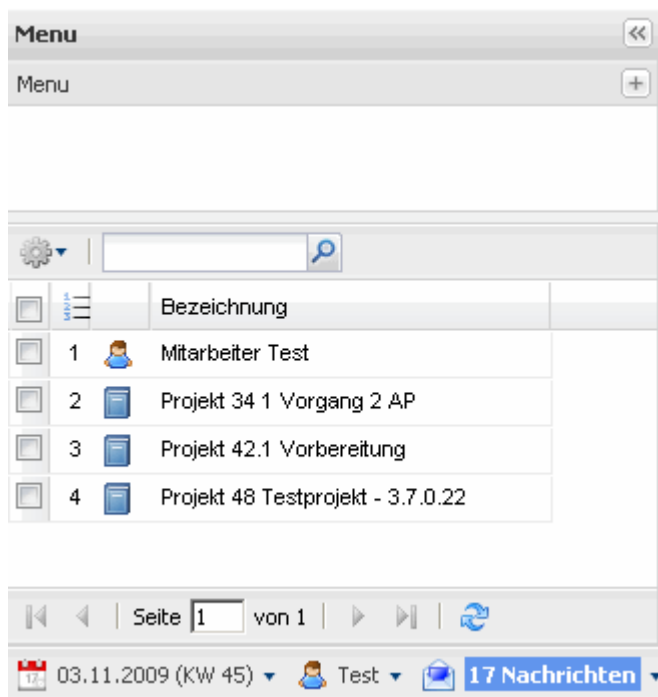 Menu
Menu
Bezeichnung
1 Mitarbeiter Test
2 Projekt 34 1 Vorgang 2 AP
3 Projekt 42.1 Vorbereitung
4 Projekt 48 Testprojekt - 3.7.0.22
Seite 1 von 1
03.11.2009 (KW 45) Test 17 Nachrichten